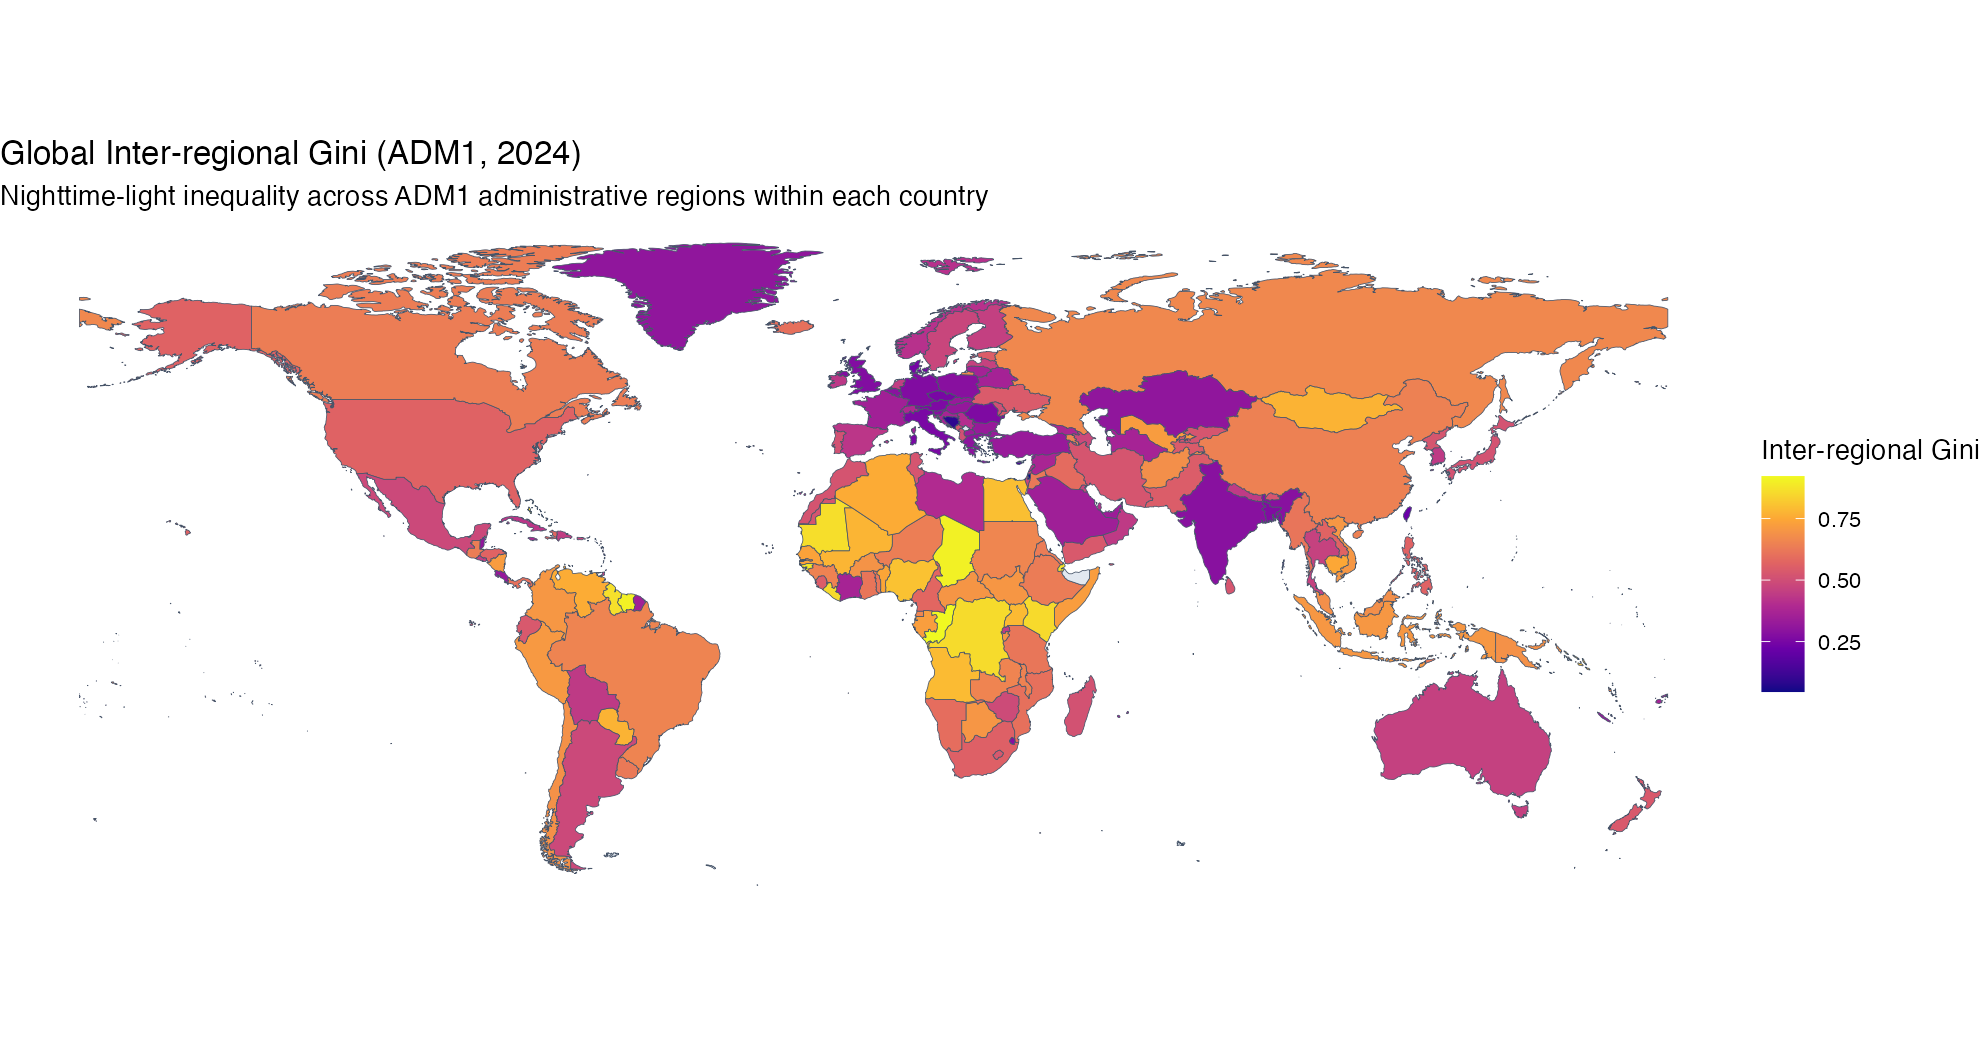 Global Inter-regional Gini (ADM1, 2024)
Nighttime-light inequality across ADM1 administrative regions within each country
Inter-regional Gini
0.75
0.50
0.25